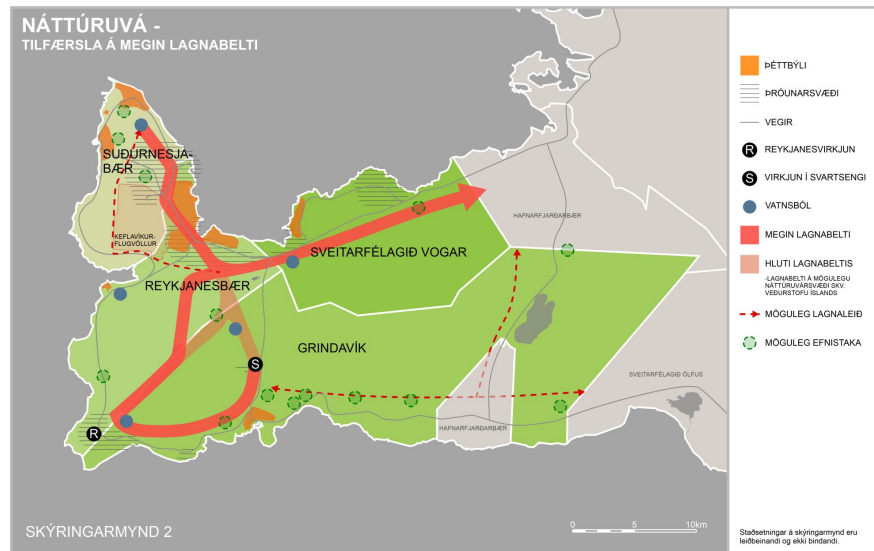 NÁTTÚRUVÁ -
TILFÆRSLA Á MEGIN LAGNABELTI
SUÐURNESJA-
BÆR
KEFLAVÍKUR-
FLUGVÖLLUR
REYKJANESBÆR
SVEITARFÉLAGIÐ VOGAR
GRINDAVÍK
HAFNARFJARÐARBÆR
SVEITARFÉLAGIÐ ÖLFUS
HAFNARFJARÐARBÆR
S
R
SKÝRINGARMYND 2
0 5 10km
ÞÉTTBÝLI
ÞRÓUNARSVÆÐI
VEGIR
R REYKJANESVIRKJUN
S VIRKJUN Í SVARTSENGI
VATNSBÓL
MEGIN LAGNABELTI
HLUTI LAGNABELTIS
-LAGNABELTI Á MÖGULEGU
NÁTTÚRUVÁRSVÆÐI SKV.
VEÐURSTOFU ÍSLANDS
MÖGULEG LAGNALEIÐ
MÖGULEG EFNISTAKA
Staðsetningar á skýringarmynd eru
leiðbeinandi og ekki bindandi.